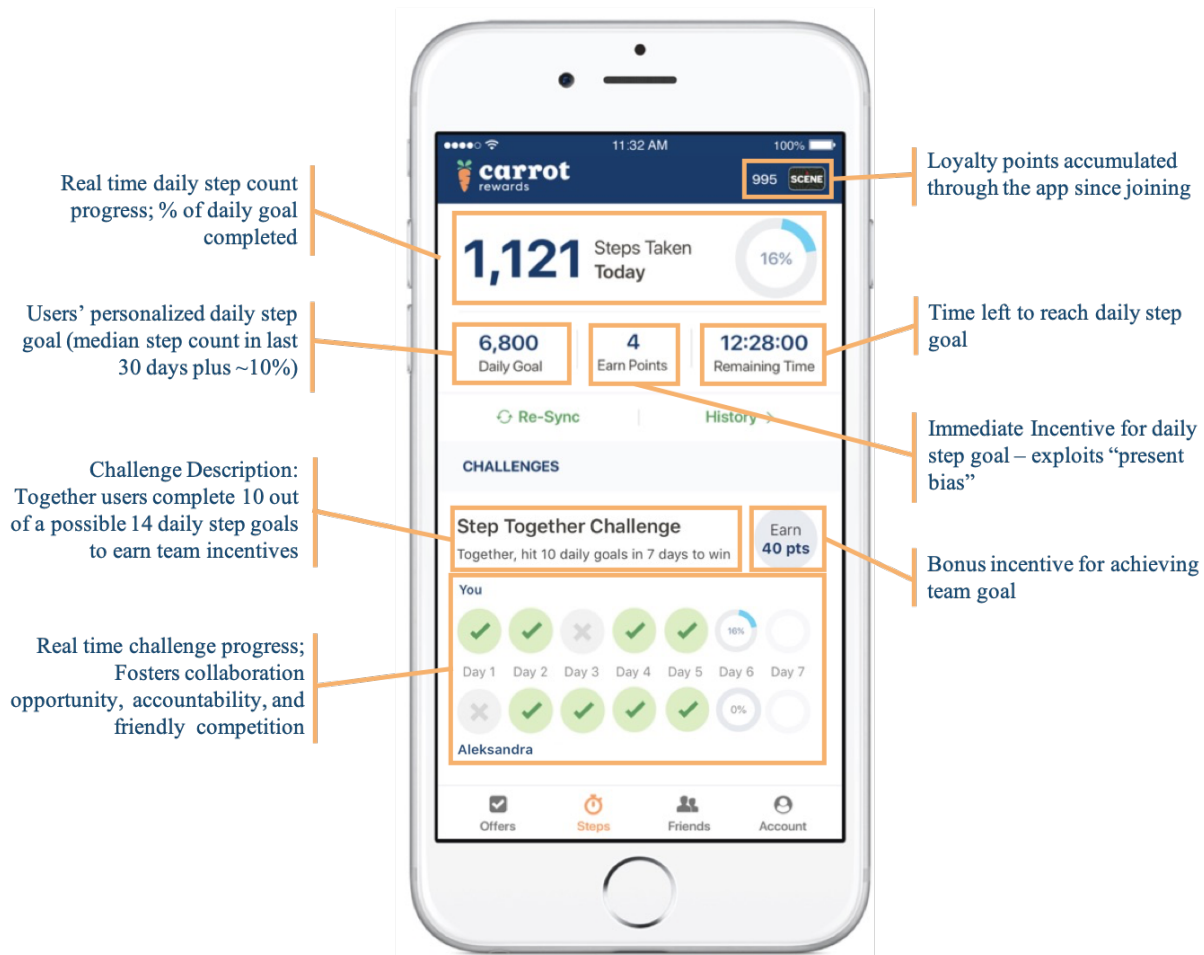 11:32 AM
100%
carrot
rewards
995
SCENE
Loyalty points accumulated
through the app since joining
Real time daily step count
progress; % of daily goal
completed
1,121
Steps Taken
Today
16%
Users’ personalized daily step
goal (median step count in last
30 days plus ~10%)
6,800
Daily Goal
4
Earn Points
12:28:00
Remaining Time
Time left to reach daily step
goal
Re-Sync
History
Immediate Incentive for daily
step goal – exploits “present
bias”
CHALLENGES
Challenge Description:
Together users complete 10 out
of a possible 14 daily step goals
to earn team incentives
Step Together Challenge
Together, hit 10 daily goals in 7 days to win
Earn
40 pts
Bonus incentive for achieving
team goal
Real time challenge progress;
Fosters collaboration
opportunity, accountability, and
friendly competition
You
16%
Day 1 Day 2 Day 3 Day 4 Day 5 Day 6 Day 7
0%
Aleksandra
Offers
Steps
Friends
Account